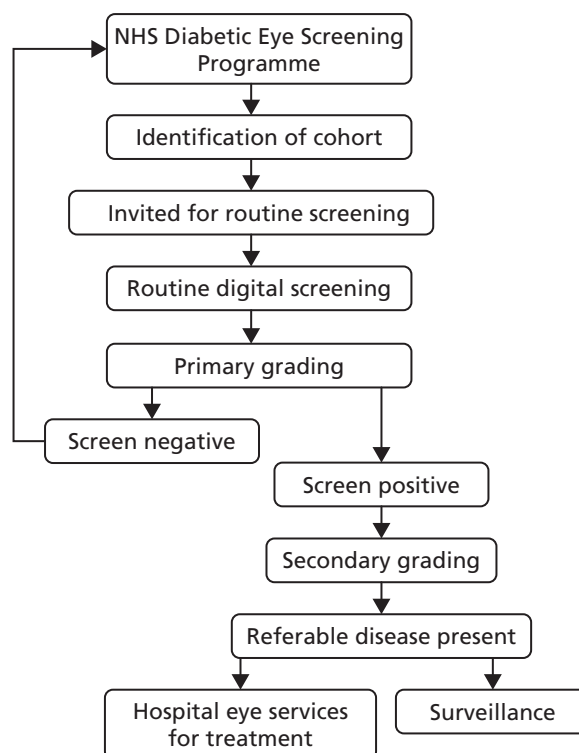 NHS Diabetic Eye Screening
Programme
Identification of cohort
Invited for routine screening
Routine digital screening
Primary grading
Screen negative
Screen positive
Secondary grading
Referable disease present
Hospital eye services
for treatment
Surveillance